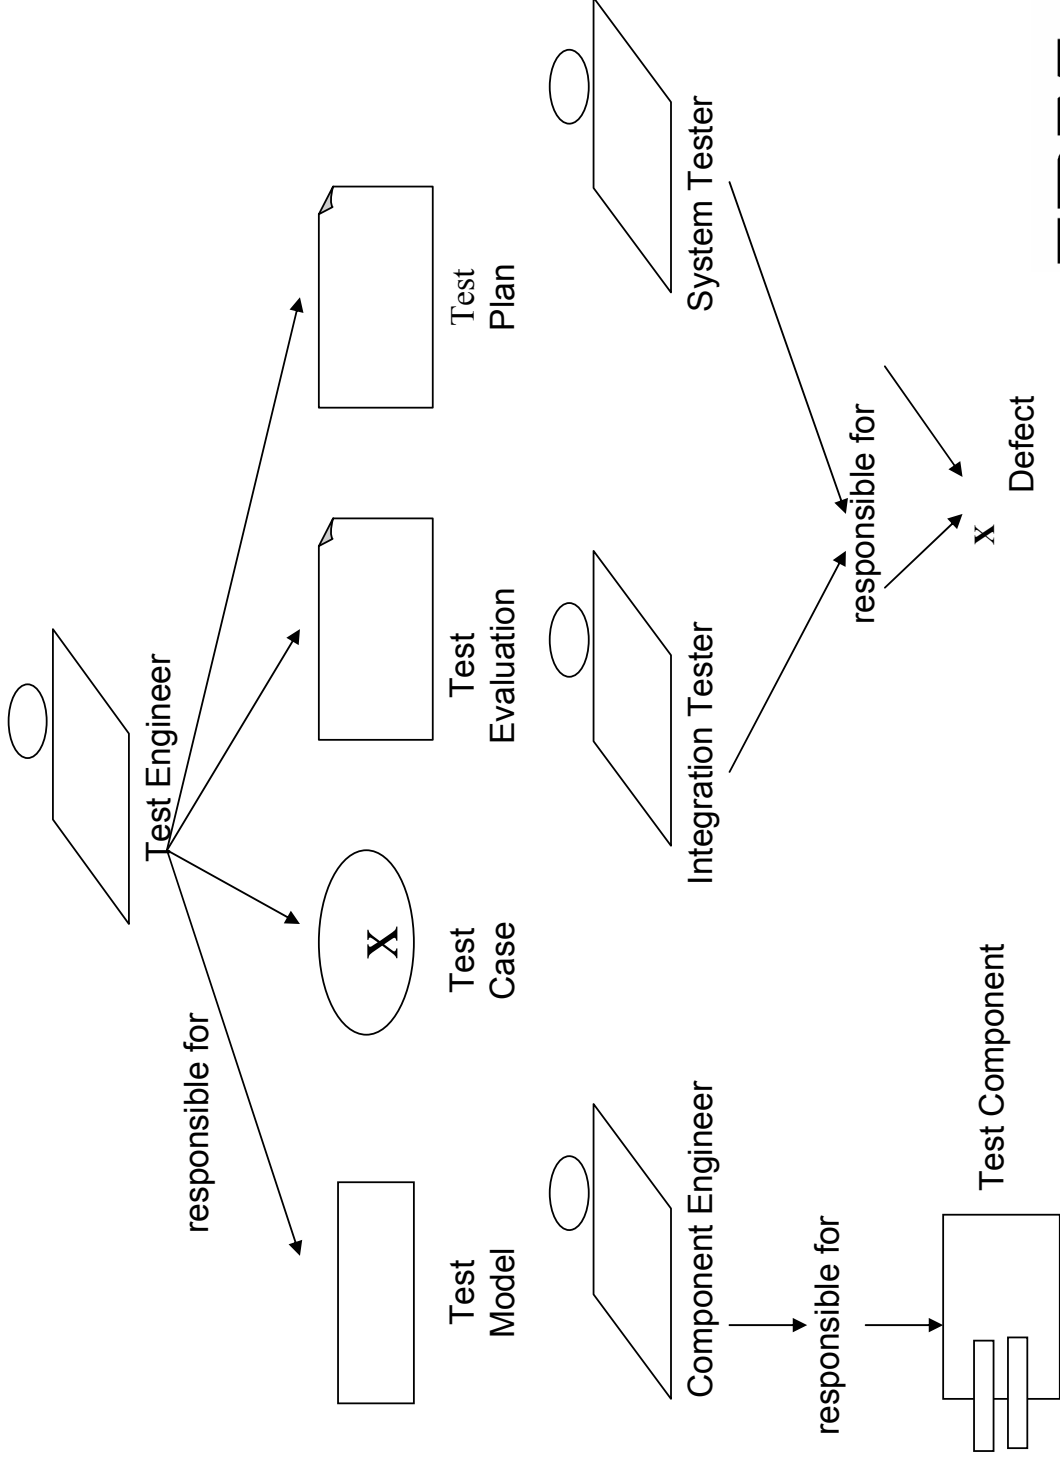 Test Engineer
responsible for
Test
Model
Test
Case
X
Test
Evaluation
Test
Plan
Component Engineer
Integration Tester
System Tester
responsible for
responsible for
Test Component
x
Defect